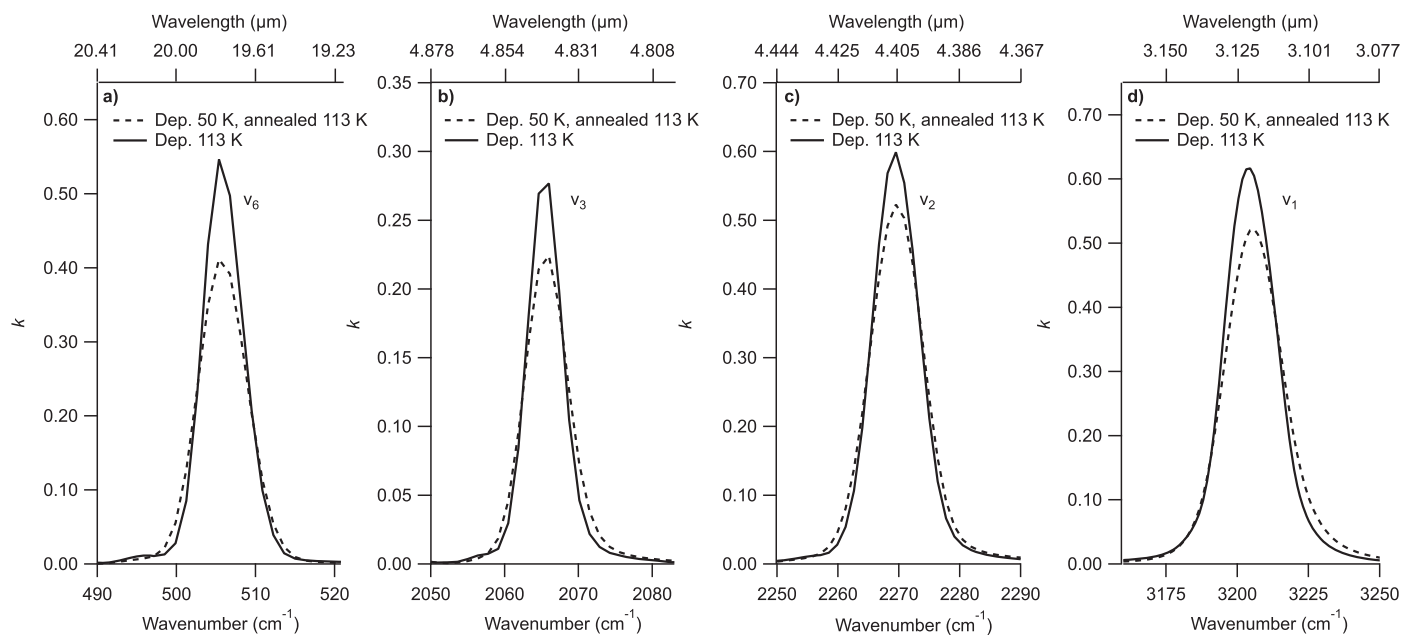 Wavelength (µm)
20.41 20.00 19.61 19.23
a)
Dep. 50 K, annealed 113 K
Dep. 113 K
0.60
0.50
0.40
0.30
0.20
0.10
0.00
k
ν6
490 500 510 520
Wavenumber (cm-1)
Wavelength (µm)
4.878 4.854 4.831 4.808
b)
Dep. 50 K, annealed 113 K
Dep. 113 K
0.35
0.30
0.25
0.20
0.15
0.10
0.05
0.00
k
ν3
2050 2060 2070 2080
Wavenumber (cm-1)
Wavelength (µm)
4.444 4.425 4.405 4.386 4.367
c)
Dep. 50 K, annealed 113 K
Dep. 113 K
0.70
0.60
0.50
0.40
0.30
0.20
0.10
0.00
k
ν2
2250 2260 2270 2280 2290
Wavenumber (cm-1)
Wavelength (µm)
3.150 3.125 3.101 3.077
d)
Dep. 50 K, annealed 113 K
Dep. 113 K
0.70
0.60
0.50
0.40
0.30
0.20
0.10
0.00
k
ν1
3175 3200 3225 3250
Wavenumber (cm-1)